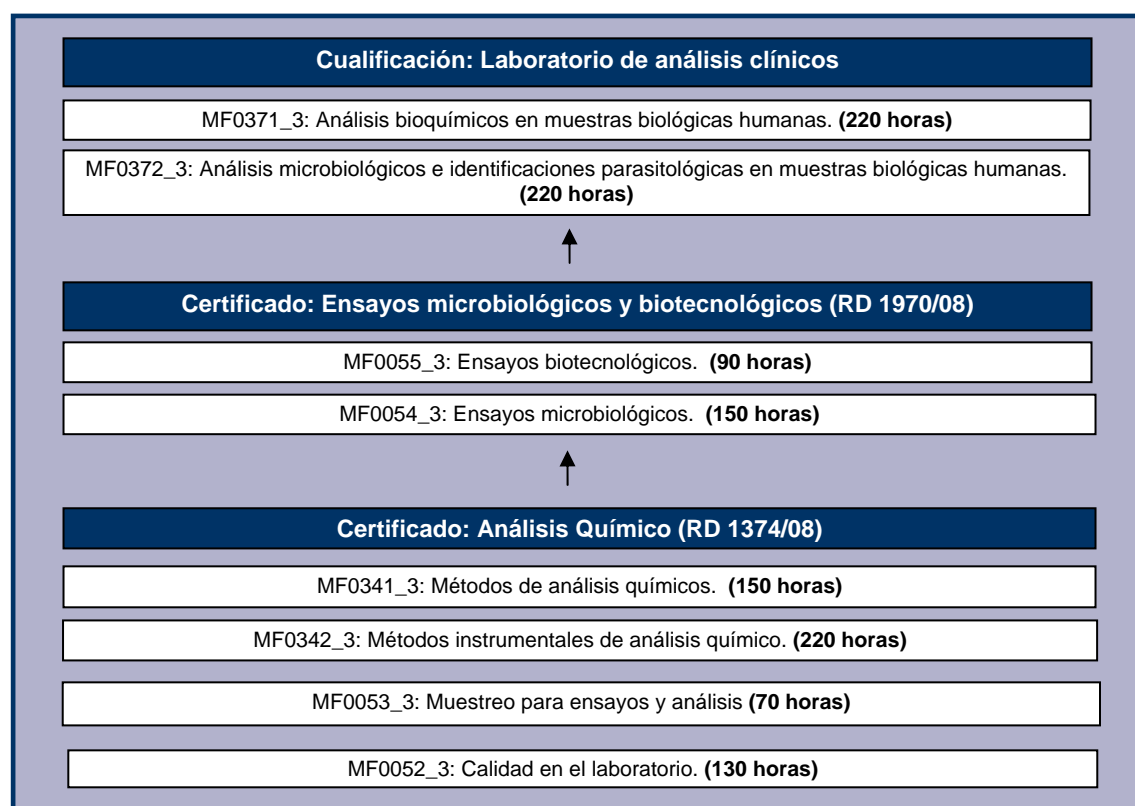 Cualificación: Laboratorio de análisis clínicos
MF0371_3: Análisis bioquímicos en muestras biológicas humanas. (220 horas)
MF0372_3: Análisis microbiológicos e identificaciones parasitológicas en muestras biológicas humanas.
(220 horas)
Certificado: Ensayos microbiológicos y biotecnológicos (RD 1970/08)
MF0055_3: Ensayos biotecnológicos. (90 horas)
MF0054_3: Ensayos microbiológicos. (150 horas)
Certificado: Análisis Químico (RD 1374/08)
MF0341_3: Métodos de análisis químicos. (150 horas)
MF0342_3: Métodos instrumentales de análisis químico. (220 horas)
MF0053_3: Muestreo para ensayos y análisis (70 horas)
MF0052_3: Calidad en el laboratorio. (130 horas)